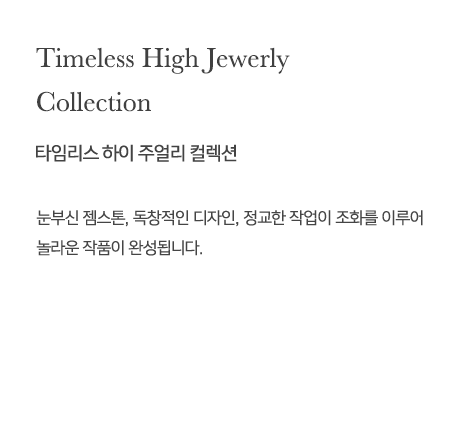 Timeless High Jewerly
Collection
타임리스 하이 주얼리 컬렉션
눈부신 젬스톤, 독창적인 디자인, 정교한 작업이 조화를 이루어
놀라운 작품이 완성됩니다.